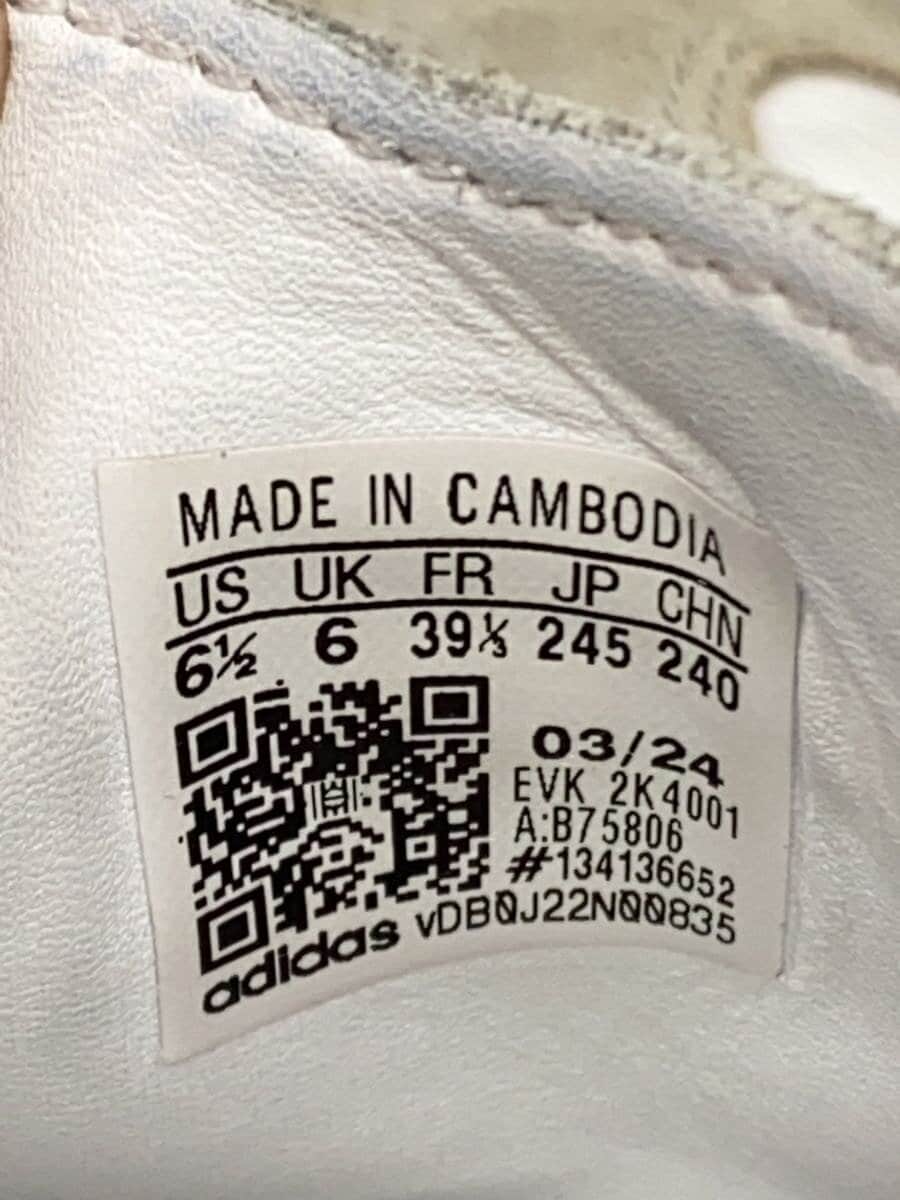 MADE IN CAMBODIA
US UK FR JP CHN
6½ 6 39⅓ 245 240
03/24
EVK 2K4001
A:B75806
#134136652
adidas vDB0J22N00835